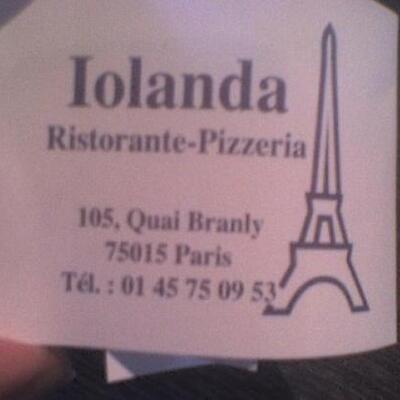 Iolanda
Ristorante-Pizzeria
105, Quai Branly
75015 Paris
Tél. : 01 45 75 09 53